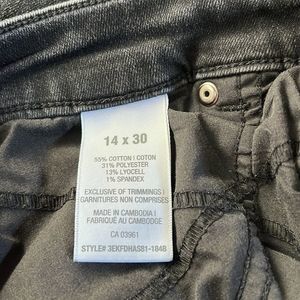 14 x 30
55% COTTON | COTON
31% POLYESTER
13% LYOCELL
1% SPANDEX
EXCLUSIVE OF TRIMMINGS |
GARNITURES NON COMPRISES
MADE IN CAMBODIA |
FABRIQUÉ AU CAMBODGE
CA 03961
STYLE# 3EKFDHAS81-184B